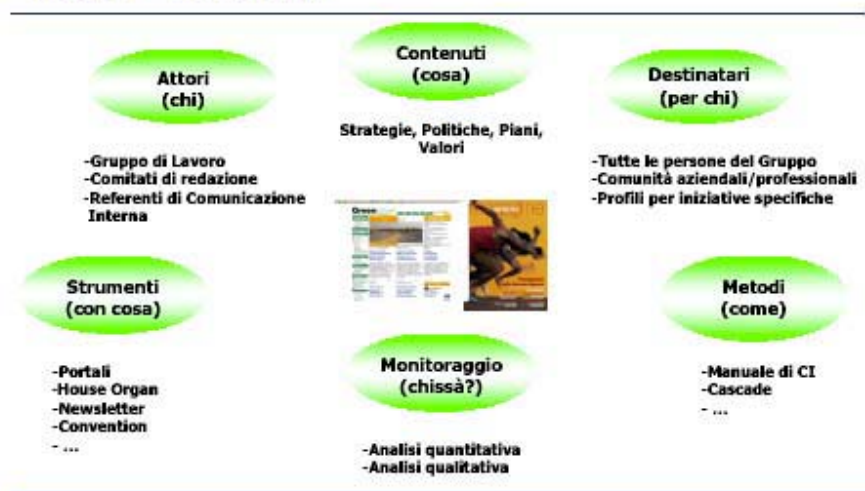 Attori
(chi)
-Gruppo di Lavoro
-Comitati di redazione
-Referenti di Comunicazione
Interna
Contenuti
(cosa)
Strategie, Politiche, Piani,
Valori
Destinatari
(per chi)
-Tutte le persone del Gruppo
-Comunità aziendali/professionali
-Profili per iniziative specifiche
Strumenti
(con cosa)
-Portali
-House Organ
-Newsletter
-Convention
- ...
Monitoraggio
(chissà?)
-Analisi quantitativa
-Analisi qualitativa
Metodi
(come)
-Manuale di CI
-Cascade
- ...